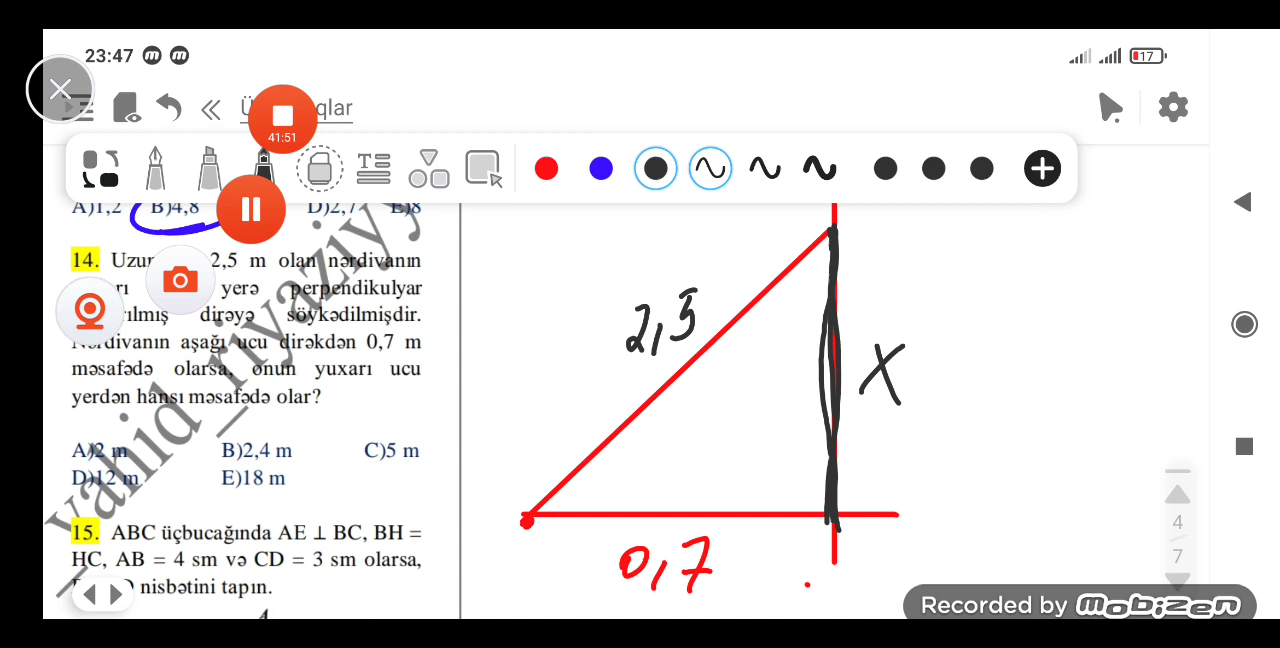 23:47
17
41:51
A)1,2 B)4,8 D)2,7 E)8
14. 2,5 m olan nərdivanın
yerə perpendikulyar
dirəyə söykədilmişdir.
Nərdivanın aşağı ucu dirəkdən 0,7 m
məsafədə olarsa, onun yuxarı ucu
yerdən hansı məsafədə olar?
A)2 m B)2,4 m C)5 m
D)12 m E)18 m
15. ABC üçbucağında AE ⊥ BC, BH =
HC, AB = 4 sm və CD = 3 sm olarsa,
nisbətini tapın.
vahid_riyaziyy
2,5
X
0,7
4
7
Recorded by mobizen